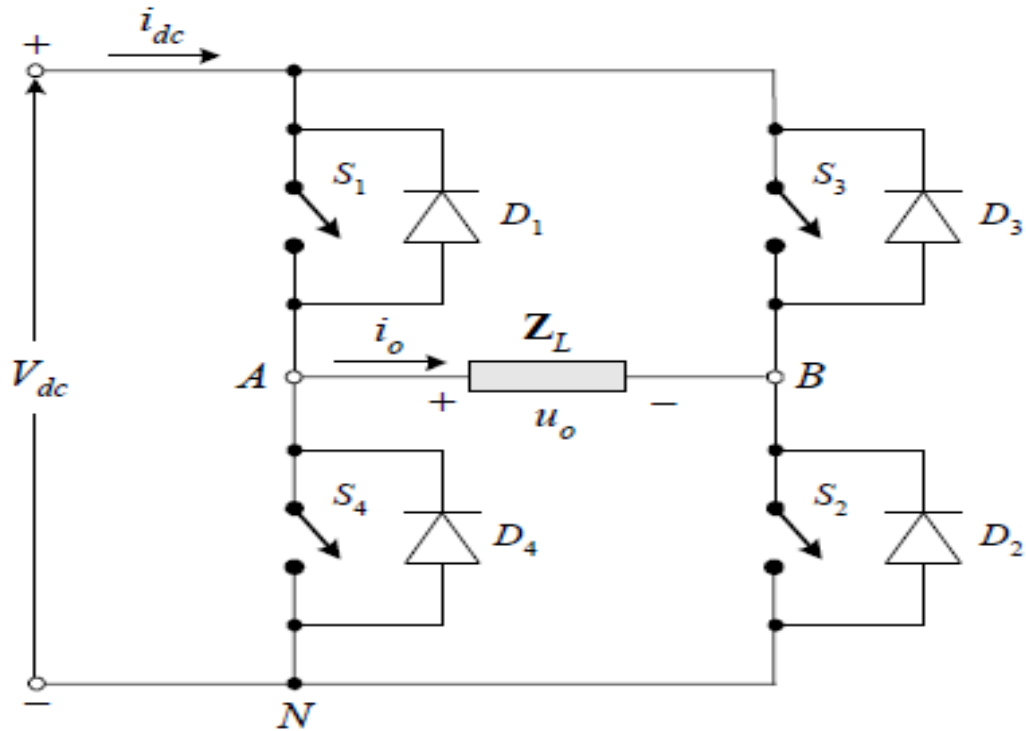 i_dc
+
S_1
D_1
S_3
D_3
V_dc
A
i_o
Z_L
B
+
u_o
−
S_4
D_4
S_2
D_2
−
N